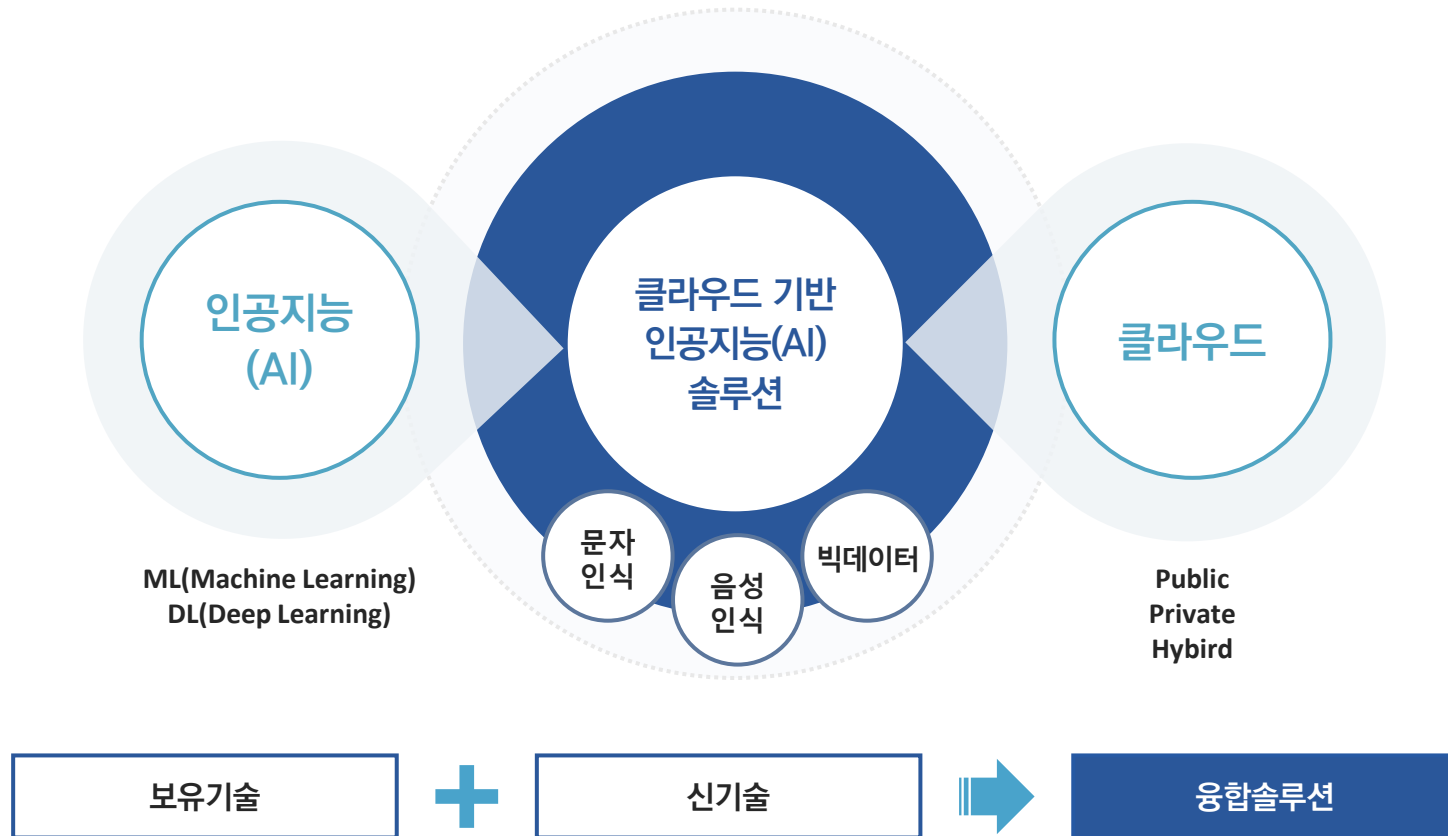 인공지능
(AI)
클라우드 기반
인공지능(AI)
솔루션
클라우드
문자
인식
음성
인식
빅데이터
ML(Machine Learning)
DL(Deep Learning)
Public
Private
Hybird
보유기술
신기술
융합솔루션